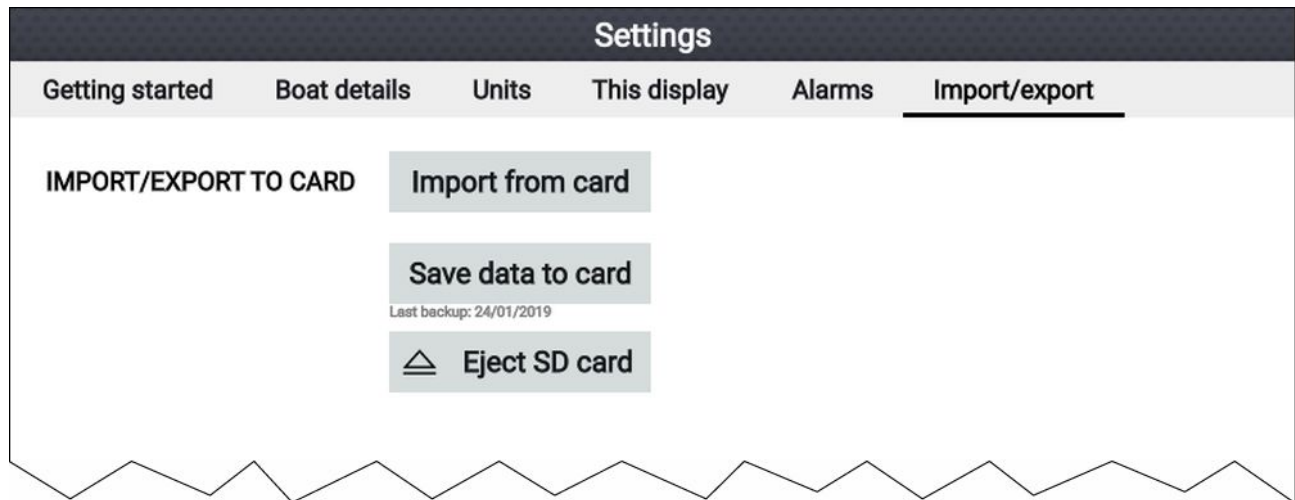 Settings
Getting started Boat details Units This display Alarms Import/export
IMPORT/EXPORT TO CARD Import from card
Save data to card
Last backup: 24/01/2019
Eject SD card